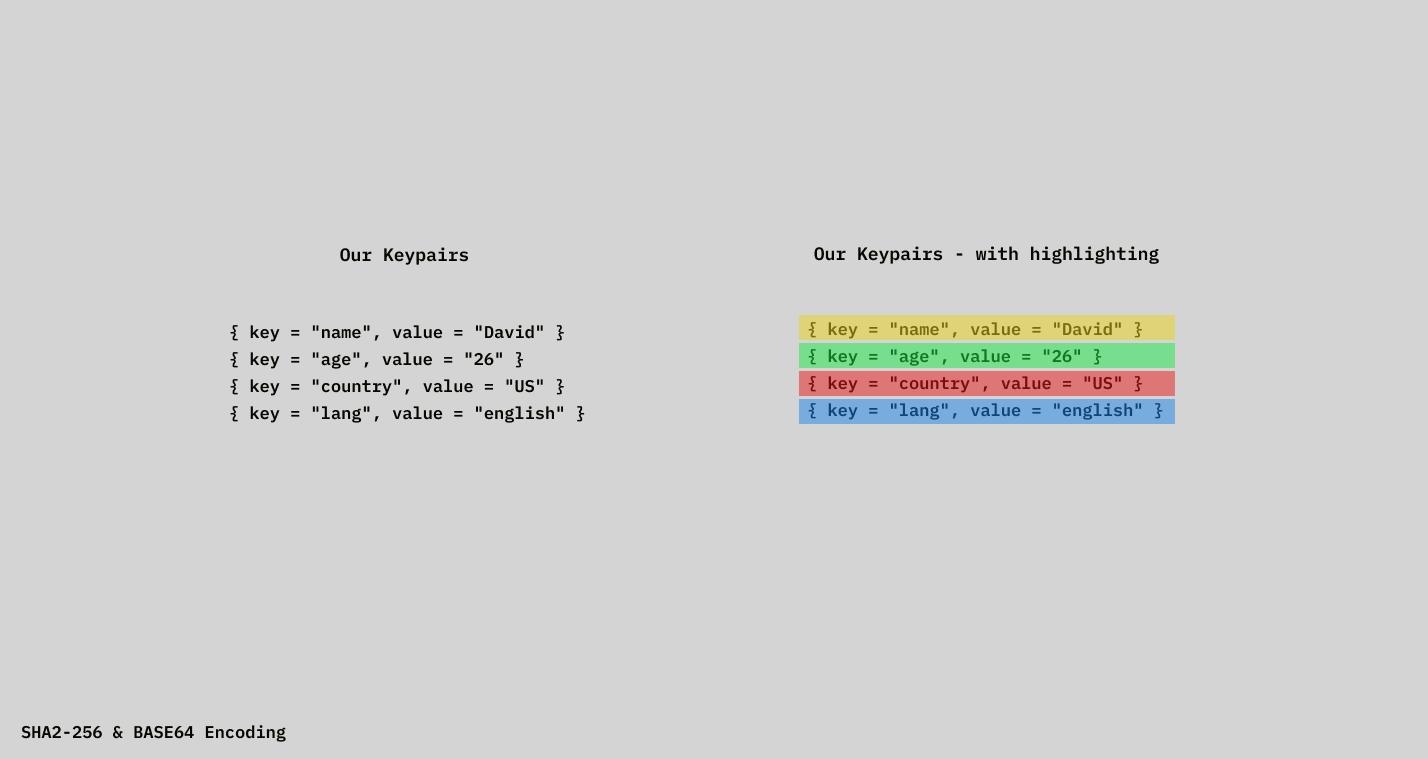 Our Keypairs
{ key = "name", value = "David" }
{ key = "age", value = "26" }
{ key = "country", value = "US" }
{ key = "lang", value = "english" }
Our Keypairs - with highlighting
{ key = "name", value = "David" }
{ key = "age", value = "26" }
{ key = "country", value = "US" }
{ key = "lang", value = "english" }
SHA2-256 & BASE64 Encoding